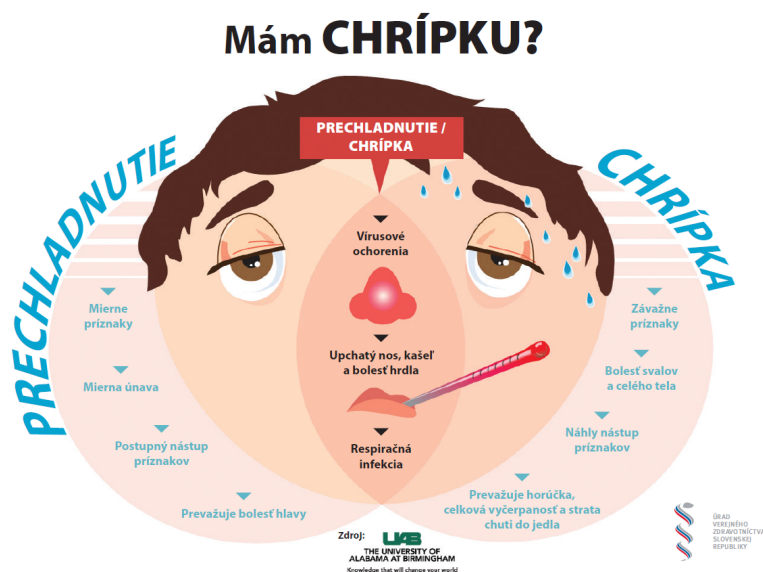 Mám CHRÍPKU?
PRECHLADNUTIE /
CHRÍPKA
PRECHLADNUTIE
CHRÍPKA
Vírusové
ochorenia
Upchatý nos, kašeľ
a bolesť hrdla
Respiračná
infekcia
Mierne
príznaky
Mierna únava
Postupný nástup
príznakov
Prevažuje bolesť hlavy
Závažne
príznaky
Bolesť svalov
a celého tela
Náhly nástup
príznakov
Prevažuje horúčka,
celková vyčerpanosť a strata
chuti do jedla
Zdroj:
UAB
THE UNIVERSITY OF
ALABAMA AT BIRMINGHAM
Knowledge that will change your world
ÚRAD
VEREJNÉHO
ZDRAVOTNÍCTVA
SLOVENSKEJ
REPUBLIKY